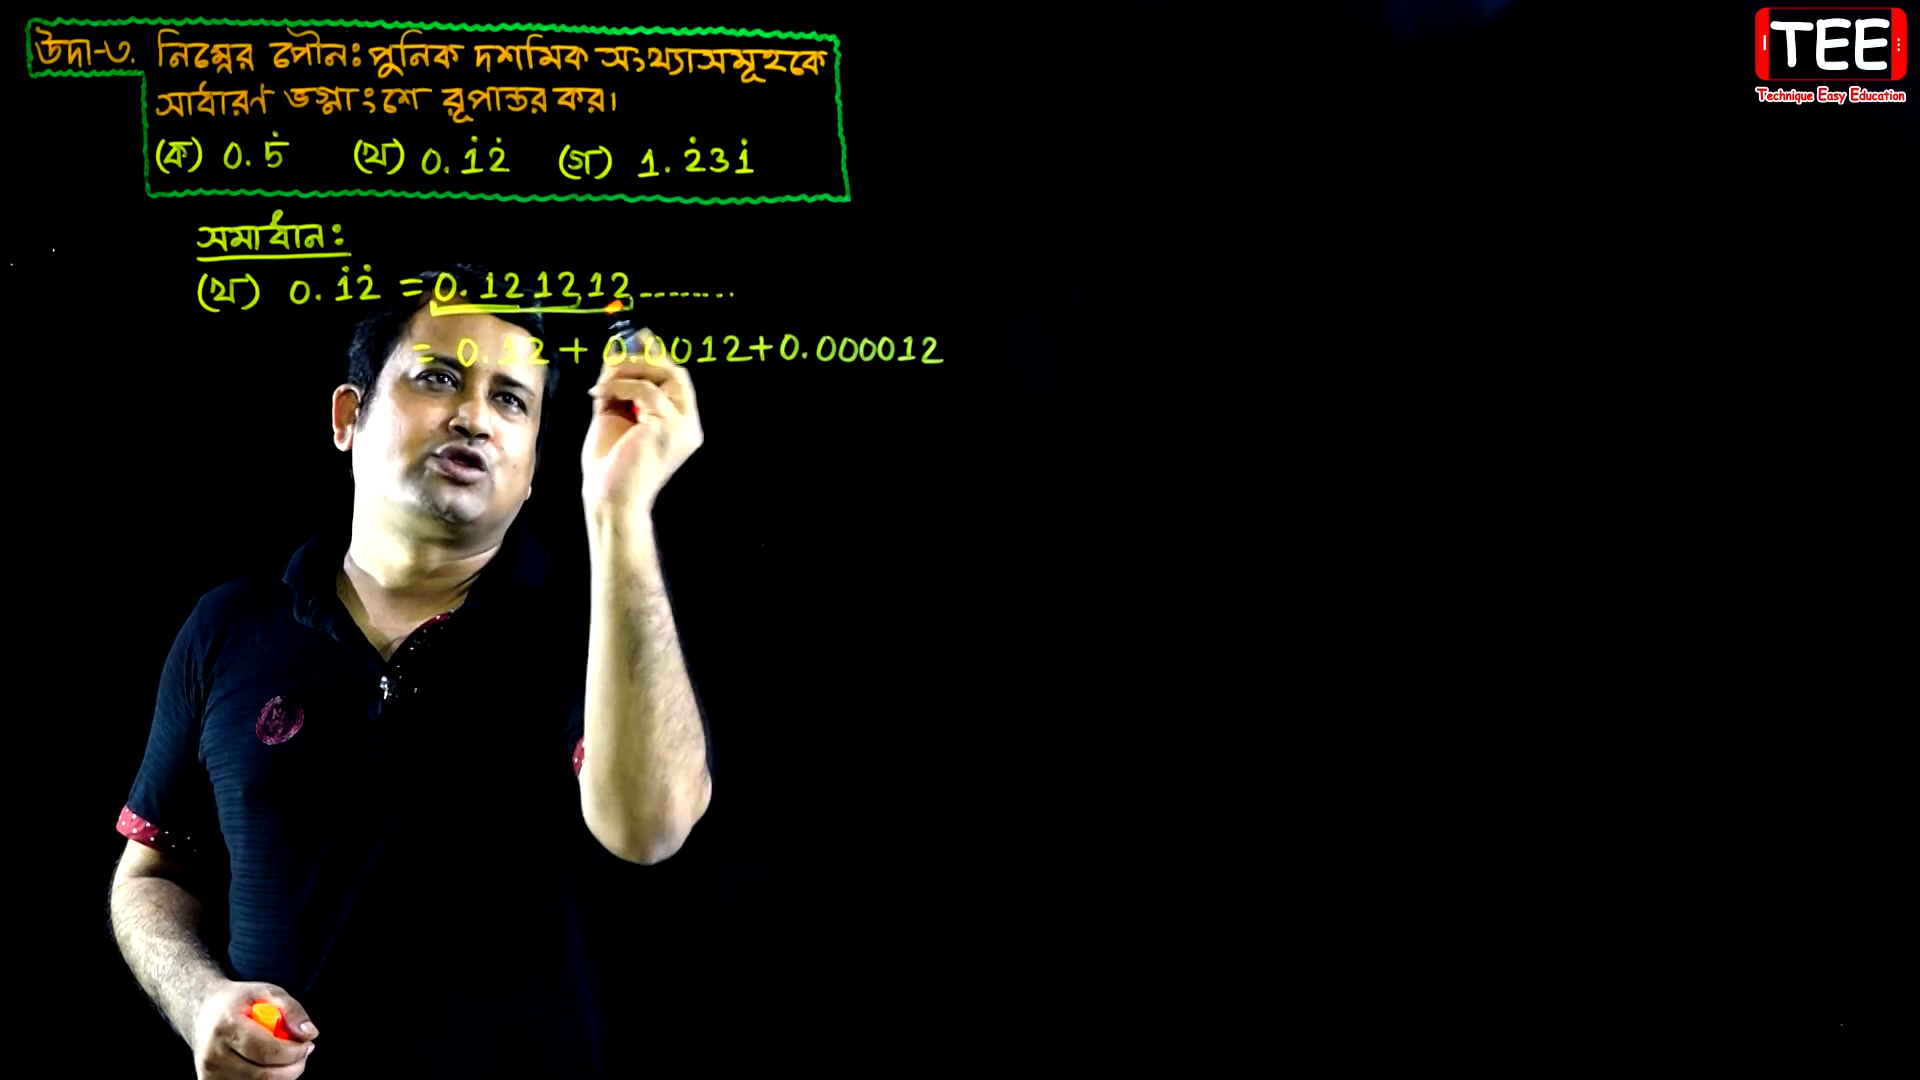 উদা-৩. নিম্নের পৌনঃপুনিক দশমিক সংখ্যাসমূহকে
সাধারণ ভগ্নাংশে রূপান্তর কর।
(ক) 0.5̇ (খ) 0.1̇2̇ (গ) 1.2̇31̇
সমাধান:
(খ) 0.1̇2̇ = 0.121212........
= 0.12 + 0.0012+0.000012
TEE
Technique Easy Education